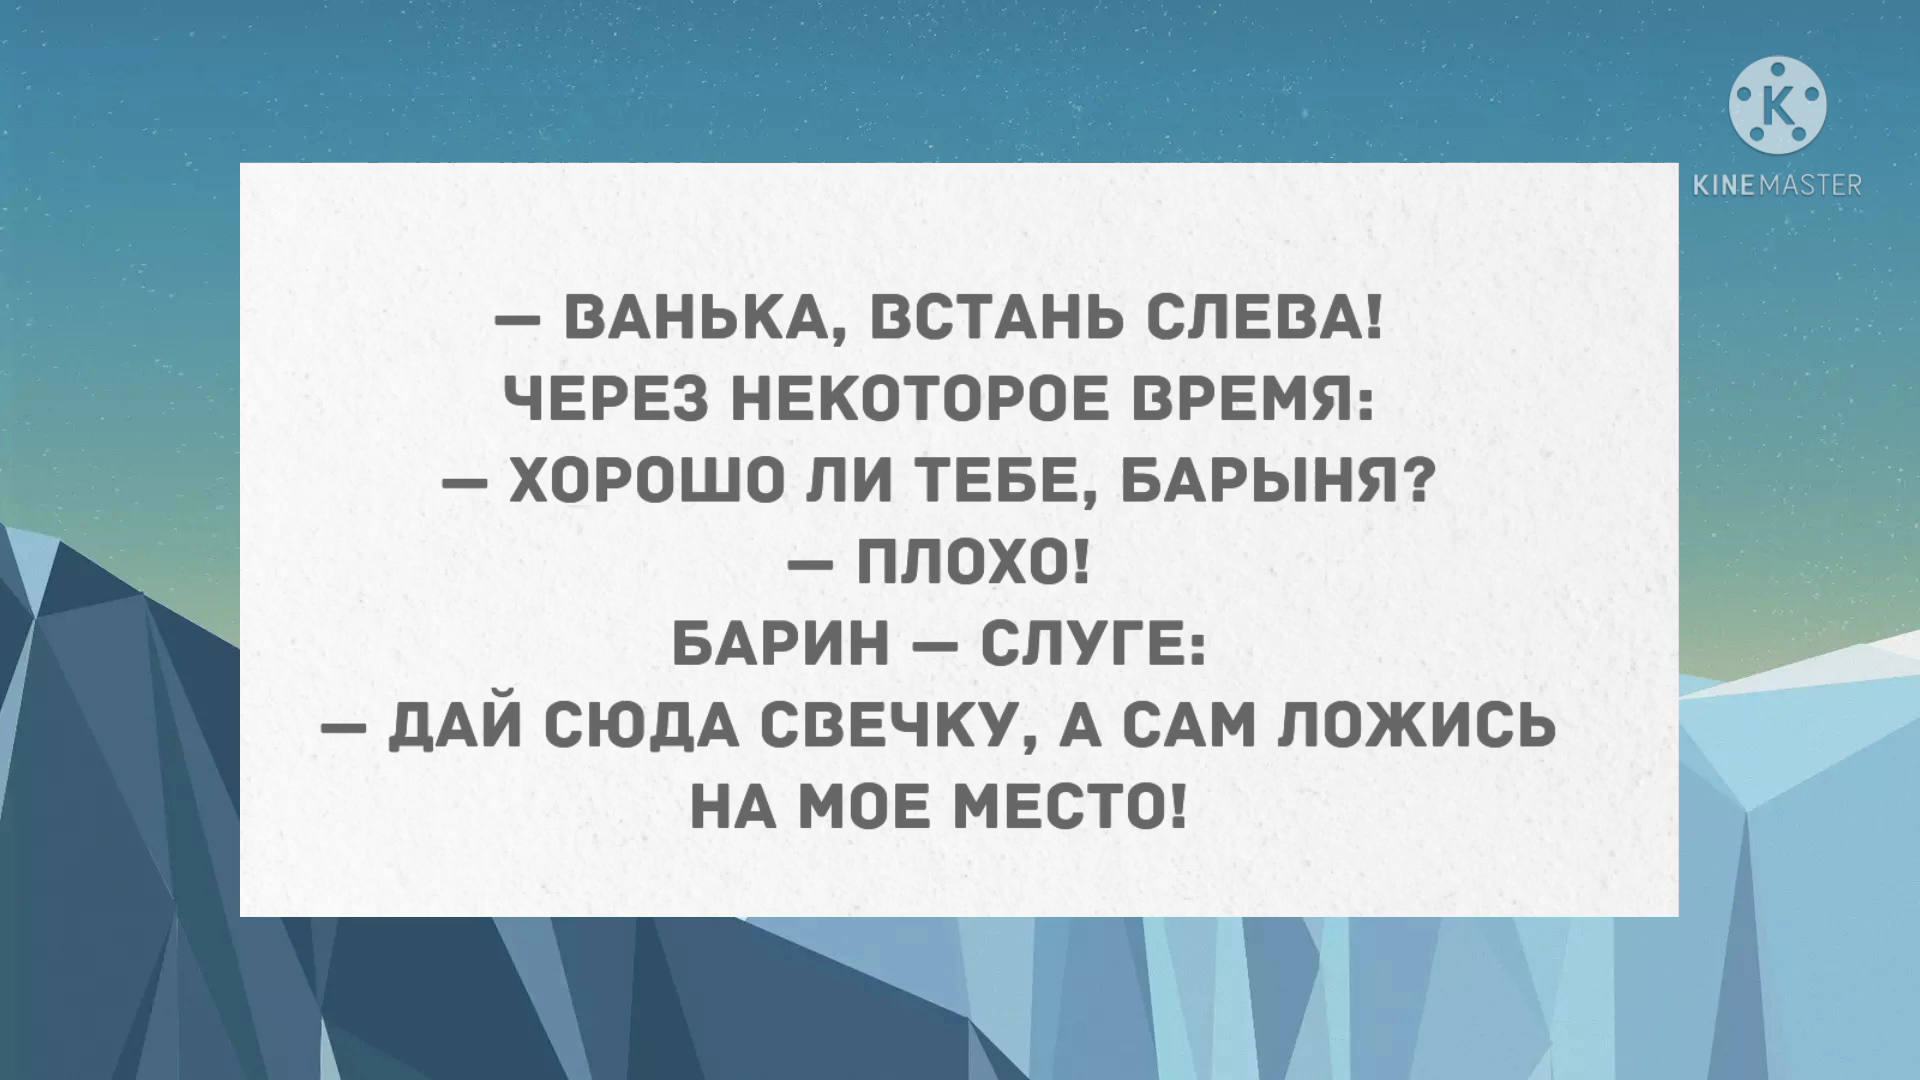 — ВАНЬКА, ВСТАНЬ СЛЕВА!
ЧЕРЕЗ НЕКОТОРОЕ ВРЕМЯ:
— ХОРОШО ЛИ ТЕБЕ, БАРЫНЯ?
— ПЛОХО!
БАРИН — СЛУГЕ:
— ДАЙ СЮДА СВЕЧКУ, А САМ ЛОЖИСЬ
НА МОЕ МЕСТО!
K
KINEMASTER